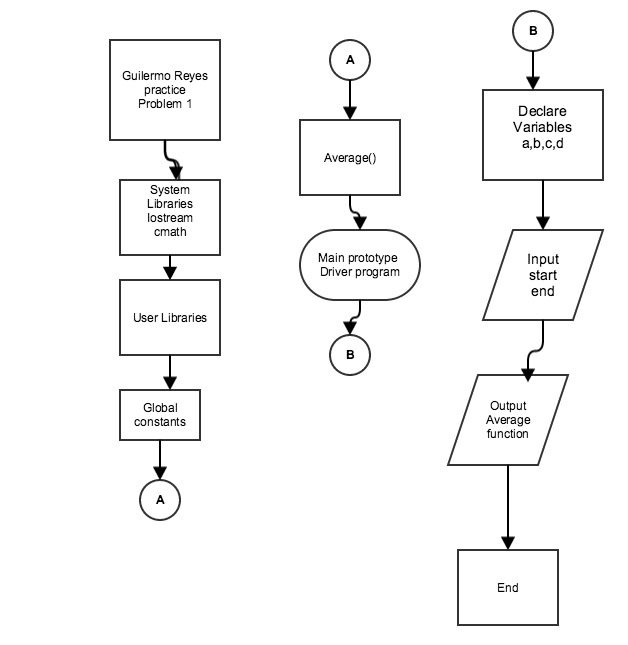 Guilermo Reyes
practice
Problem 1
System
Libraries
Iostream
cmath
User Libraries
Global
constants
A
A
Average()
Main prototype
Driver program
B
B
Declare
Variables
a,b,c,d
Input
start
end
Output
Average
function
End